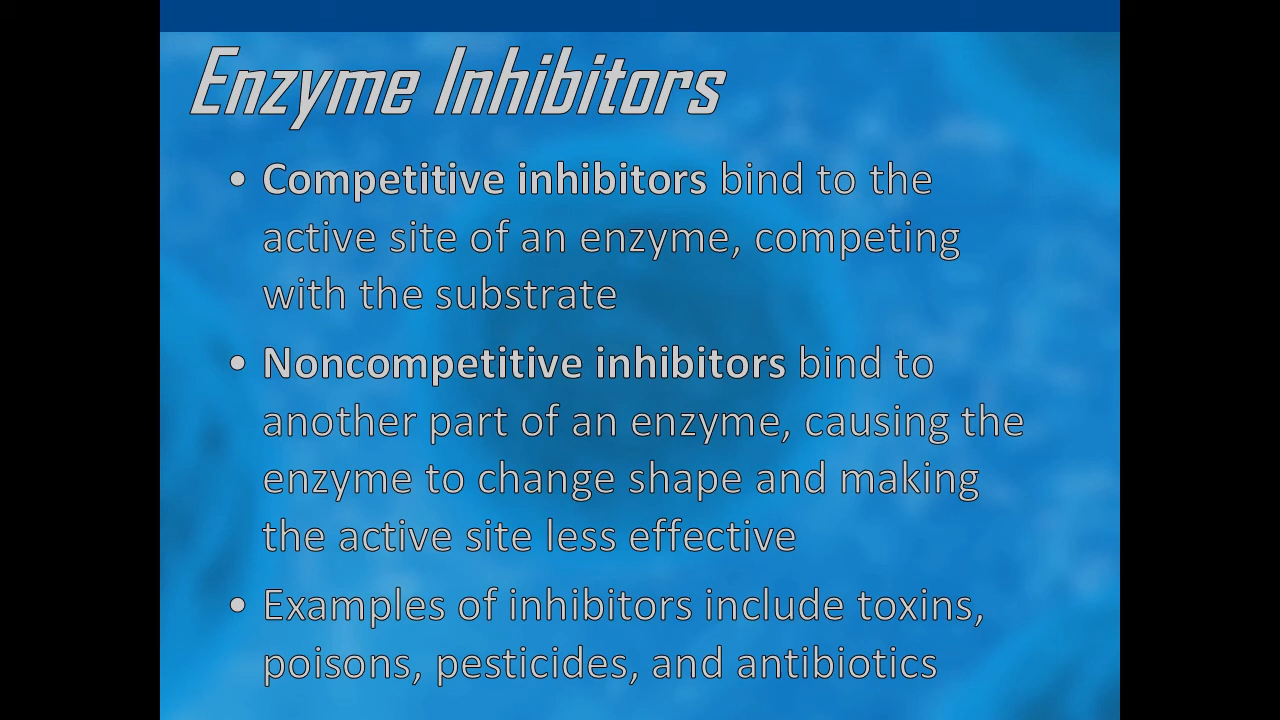 Enzyme Inhibitors
• Competitive inhibitors bind to the
active site of an enzyme, competing
with the substrate
• Noncompetitive inhibitors bind to
another part of an enzyme, causing the
enzyme to change shape and making
the active site less effective
• Examples of inhibitors include toxins,
poisons, pesticides, and antibiotics